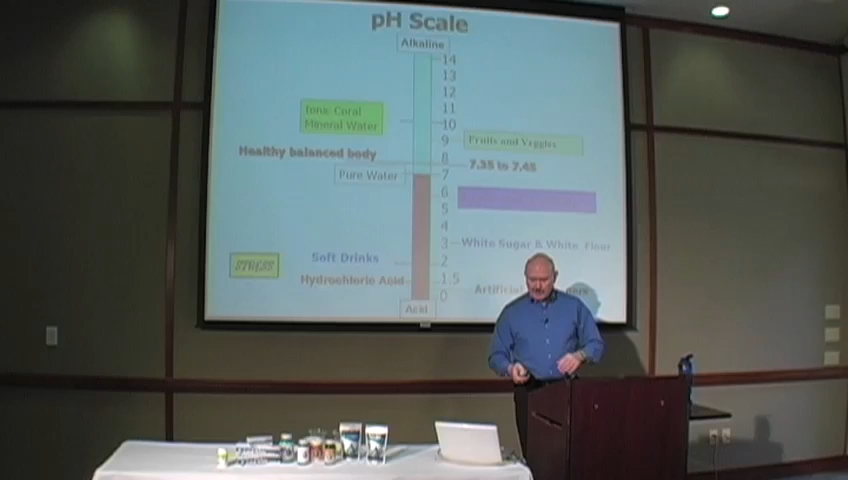 pH Scale
Alkaline
14
13
12
11
10
9
8
7
6
5
4
3
2
1.5
0
Acid
Ionic Coral
Mineral Water
Fruits and Veggies
Healthy balanced body
7.35 to 7.45
Pure Water
White Sugar & White Flour
Soft Drinks
STRESS
Hydrochloric Acid